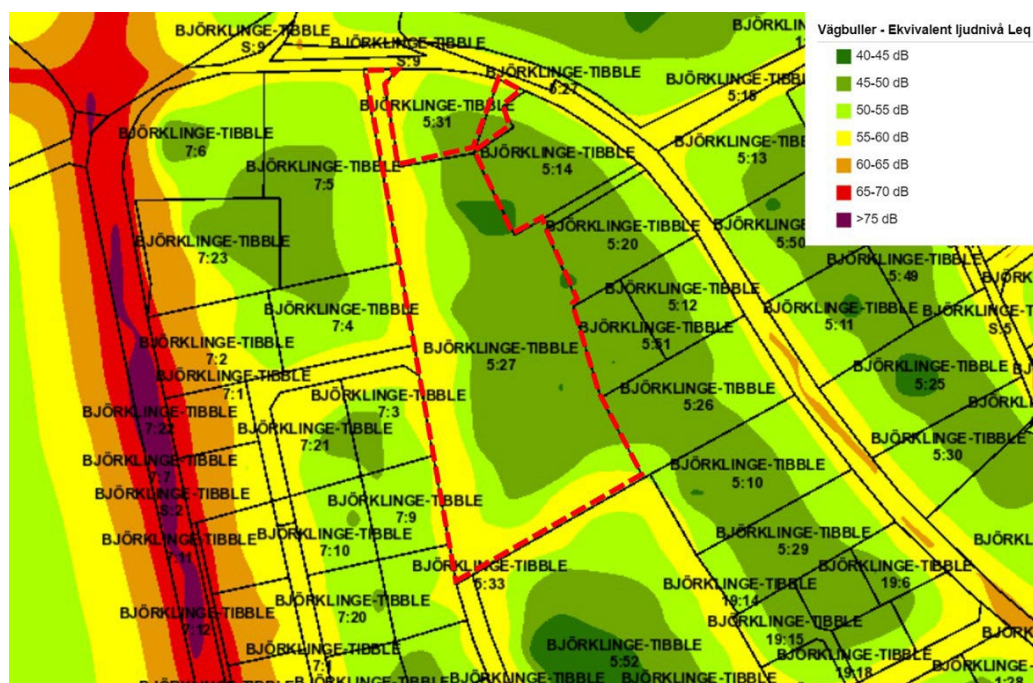 BJÖRKLINGE-TIBBLE
S:9
BJÖRKLINGE-TIBBLE
S:9
BJÖRKLINGE-TIBBLE
5:27
BJÖRKLINGE-TIBBLE
5:18
BJÖRKLINGE-TIBBLE
7:6
BJÖRKLINGE-TIBBLE
5:31
BJÖRKLINGE-TIBBLE
7:5
BJÖRKLINGE-TIBBLE
5:14
BJÖRKLINGE-TIBBLE
5:13
BJÖRKLINGE-TIBBLE
7:23
BJÖRKLINGE-TIBBLE
5:20
BJÖRKLINGE-TIBBLE
5:50
BJÖRKLINGE-TIBBLE
5:49
BJÖRKLINGE-TIBBLE
7:4
BJÖRKLINGE-TIBBLE
5:12
BJÖRKLINGE-TIBBLE
5:11
S:5
BJÖRKLINGE-TIBBLE
7:2
BJÖRKLINGE-TIBBLE
5:27
BJÖRKLINGE-TIBBLE
5:51
BJÖRKLINGE-TIBBLE
7:1
BJÖRKLINGE-TIBBLE
7:3
BJÖRKLINGE-TIBBLE
5:26
BJÖRKLINGE-TIBBLE
5:25
BJÖRKLINGE-TIBBLE
7:22
BJÖRKLINGE-TIBBLE
7:21
BJÖRKLINGE-TIBBLE
5:30
BJÖRKLINGE-TIBBLE
7:7
BJÖRKLINGE-TIBBLE
5:10
BJÖRKLINGE-TIBBLE
S:2
BJÖRKLINGE-TIBBLE
7:9
BJÖRKLINGE-TIBBLE
7:11
BJÖRKLINGE-TIBBLE
7:10
BJÖRKLINGE-TIBBLE
5:29
BJÖRKLINGE-TIBBLE
5:33
BJÖRKLINGE-TIBBLE
19:6
BJÖRKLINGE-TIBBLE
19:14
BJÖRKLINGE-TIBBLE
7:12
BJÖRKLINGE-TIBBLE
7:20
BJÖRKLINGE-TIBBLE
19:15
BJÖRKLINGE-TIBBLE
7:1
BJÖRKLINGE-TIBBLE
5:52
BJÖRKLINGE-TIBBLE
19:18
1:28
Vägbuller - Ekvivalent ljudnivå Leq
40-45 dB
45-50 dB
50-55 dB
55-60 dB
60-65 dB
65-70 dB
>75 dB